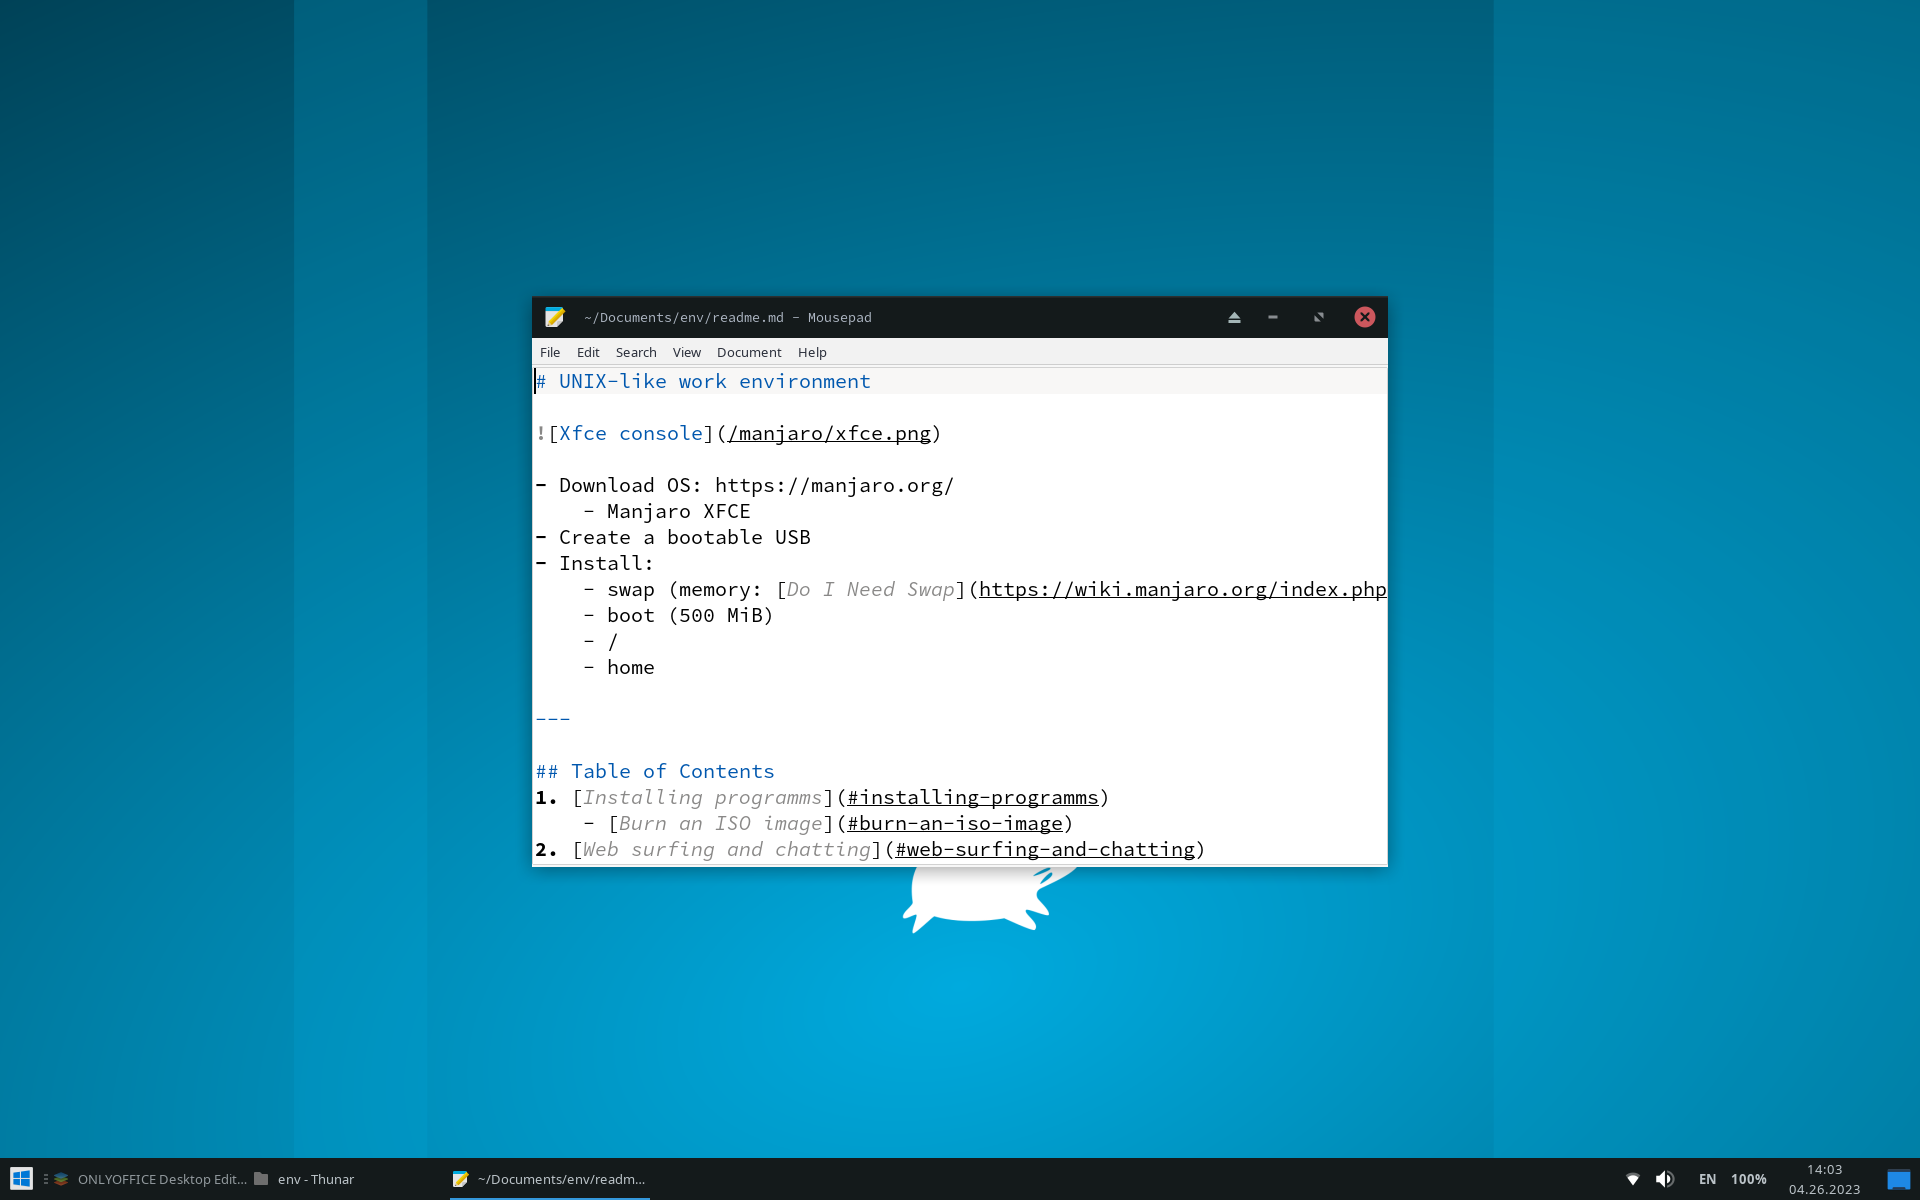 ~/Documents/env/readme.md - Mousepad
File Edit Search View Document Help
# UNIX-like work environment
![Xfce console](/manjaro/xfce.png)
- Download OS: https://manjaro.org/
- Manjaro XFCE
- Create a bootable USB
- Install:
- swap (memory: [Do I Need Swap](https://wiki.manjaro.org/index.php
- boot (500 MiB)
- /
- home
---
## Table of Contents
1. [Installing programms](#installing-programms)
- [Burn an ISO image](#burn-an-iso-image)
2. [Web surfing and chatting](#web-surfing-and-chatting)
ONLYOFFICE Desktop Edit... env - Thunar ~/Documents/env/readm... EN 100% 14:03
04.26.2023